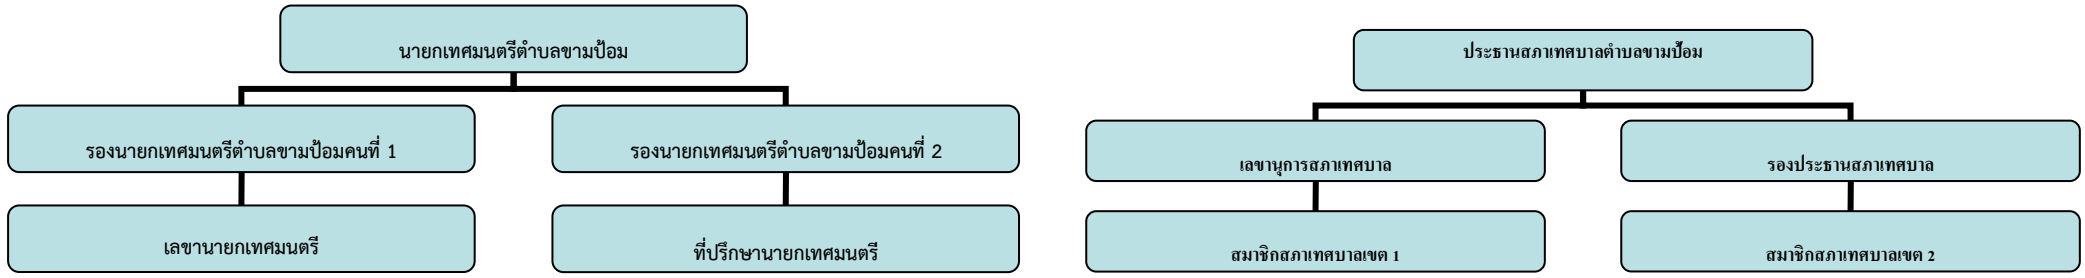 นายกเทศมนตรีตำบลขามป้อม
รองนายกเทศมนตรีตำบลขามป้อมคนที่ 1
รองนายกเทศมนตรีตำบลขามป้อมคนที่ 2
เลขานายกเทศมนตรี
ที่ปรึกษานายกเทศมนตรี
ประธานสภาเทศบาลตำบลขามป้อม
เลขานุการสภาเทศบาล
รองประธานสภาเทศบาล
สมาชิกสภาเทศบาลเขต 1
สมาชิกสภาเทศบาลเขต 2